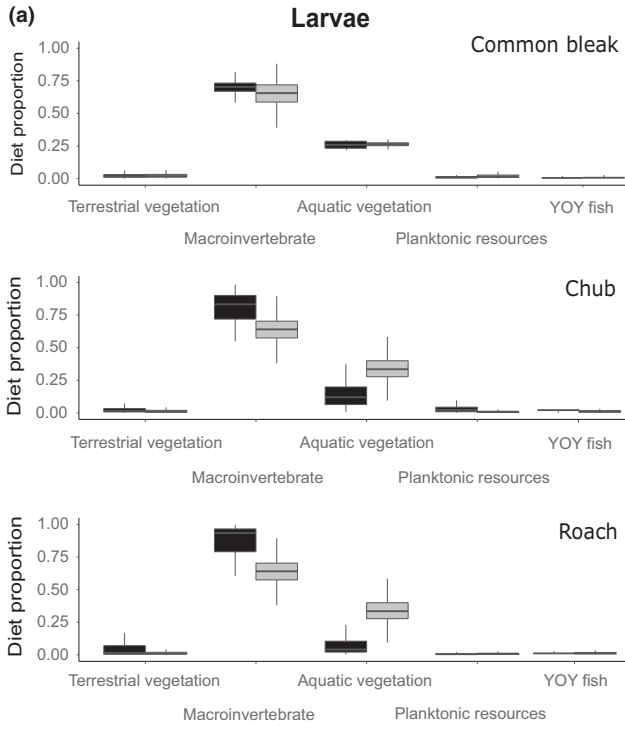 (a)
Larvae
Common bleak
Diet proportion
1.00
0.75
0.50
0.25
0.00
Terrestrial vegetation
Aquatic vegetation
YOY fish
Macroinvertebrate
Planktonic resources
Chub
Diet proportion
1.00
0.75
0.50
0.25
0.00
Terrestrial vegetation
Aquatic vegetation
YOY fish
Macroinvertebrate
Planktonic resources
Roach
Diet proportion
1.00
0.75
0.50
0.25
0.00
Terrestrial vegetation
Aquatic vegetation
YOY fish
Macroinvertebrate
Planktonic resources